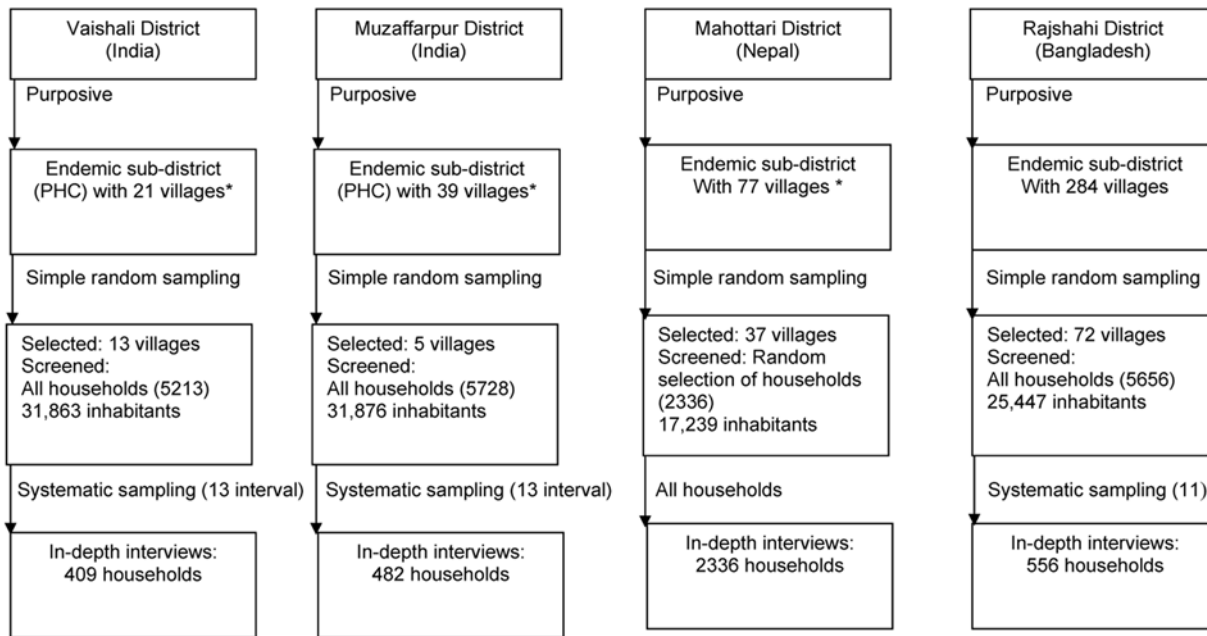 Vaishali District
(India)
Purposive
Endemic sub-district
(PHC) with 21 villages*
Simple random sampling
Selected: 13 villages
Screened:
All households (5213)
31,863 inhabitants
Systematic sampling (13 interval)
In-depth interviews:
409 households
Muzaffarpur District
(India)
Purposive
Endemic sub-district
(PHC) with 39 villages*
Simple random sampling
Selected: 5 villages
Screened:
All households (5728)
31,876 inhabitants
Systematic sampling (13 interval)
In-depth interviews:
482 households
Mahottari District
(Nepal)
Purposive
Endemic sub-district
With 77 villages *
Simple random sampling
Selected: 37 villages
Screened: Random
selection of households
(2336)
17,239 inhabitants
All households
In-depth interviews:
2336 households
Rajshahi District
(Bangladesh)
Purposive
Endemic sub-district
With 284 villages
Simple random sampling
Selected: 72 villages
Screened:
All households (5656)
25,447 inhabitants
Systematic sampling (11)
In-depth interviews:
556 households